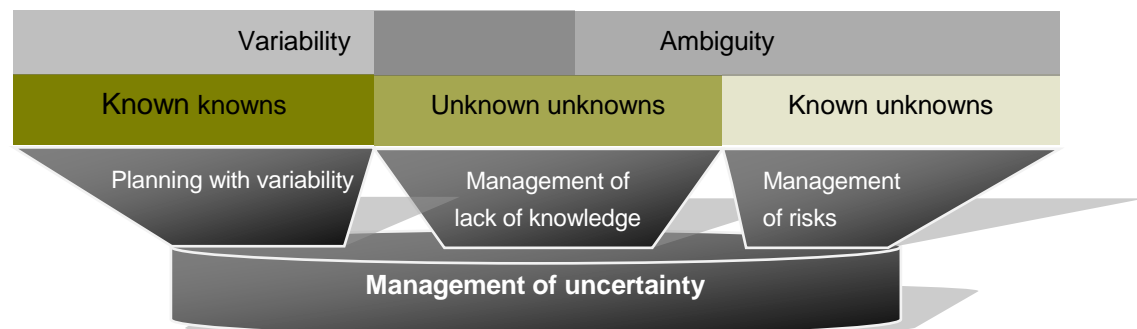 Variability Ambiguity
Known knowns Unknown unknowns Known unknowns
Planning with variability
Management of
lack of knowledge
Management
of risks
Management of uncertainty